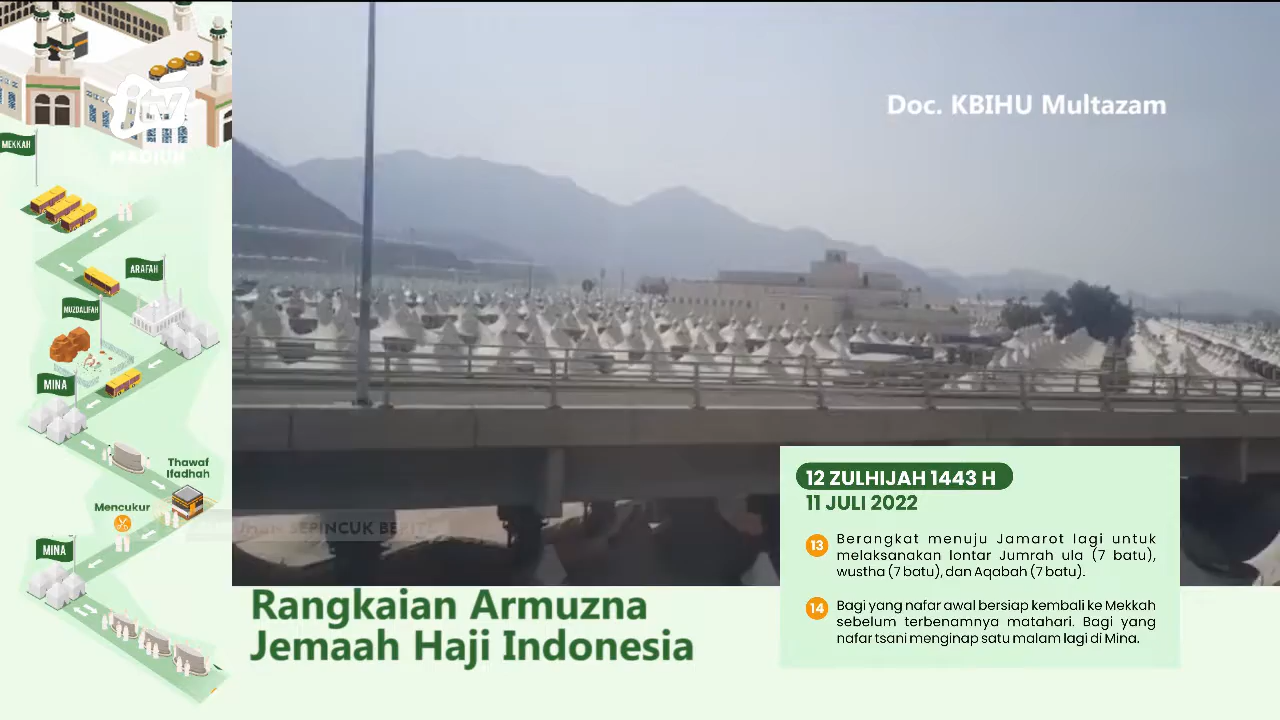 MADIUN
MEKKAH
ARAFAH
MUZDALIFAH
MINA
Thawaf
Ifadhah
Mencukur
MINA
Doc. KBIHU Multazam
SEPINCUK BERITA
12 ZULHIJAH 1443 H
11 JULI 2022
13 Berangkat menuju Jamarot lagi untuk
melaksanakan lontar Jumrah ula (7 batu),
wustha (7 batu), dan Aqabah (7 batu).
14 Bagi yang nafar awal bersiap kembali ke Mekkah
sebelum terbenamnya matahari. Bagi yang
nafar tsani menginap satu malam lagi di Mina.
Rangkaian Armuzna
Jemaah Haji Indonesia